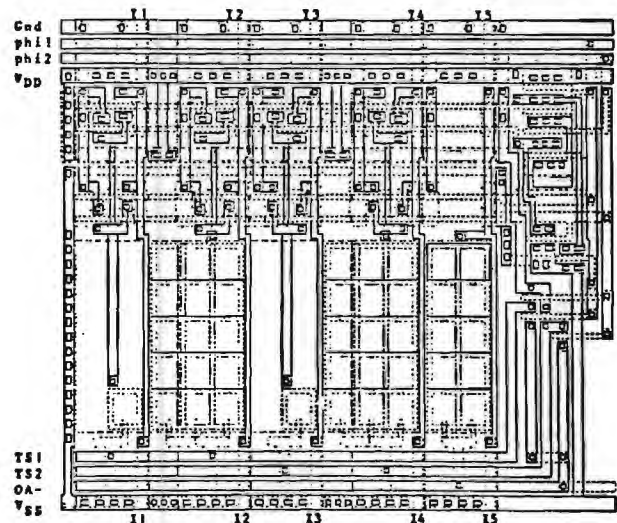 I1 I2 I3 I4 I5
Gnd
phi1
phi2
VDD
TS1
TS2
OA-
VSS
I1 I2 I3 I4 I5